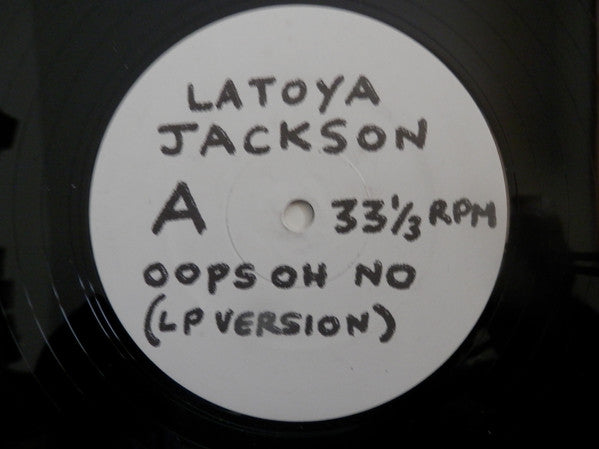 LATOYA
JACKSON
A 33⅓ RPM
OOPS OH NO
(LP VERSION)